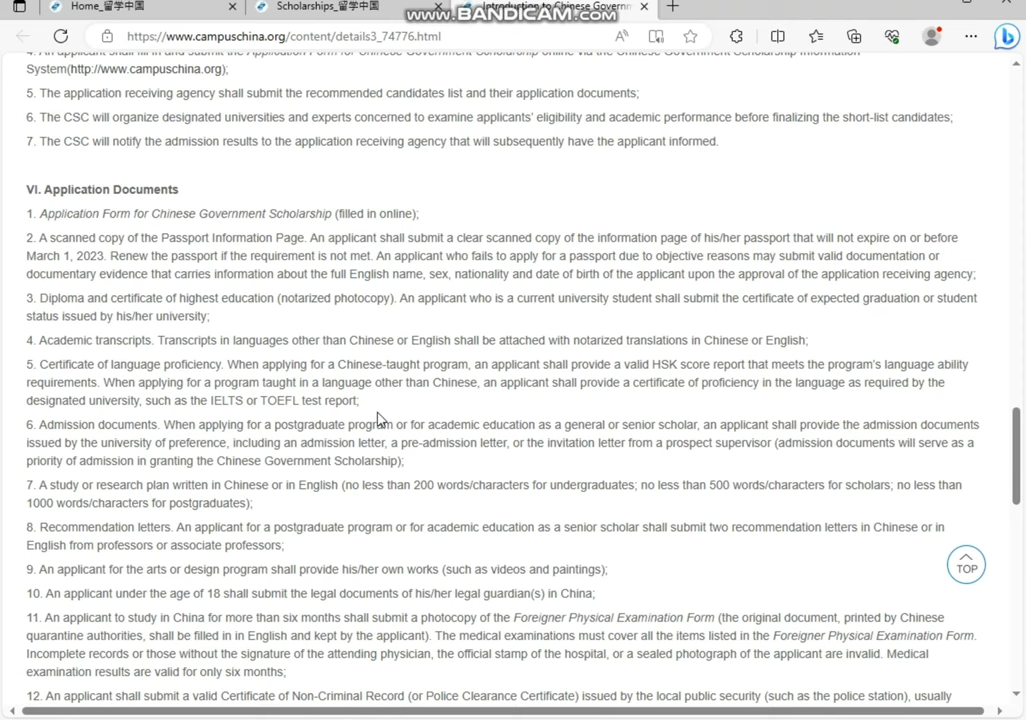 Home_留学中国
Scholarships_留学中国
Introduction to Chinese Governm
www.BANDICAM.com
https://www.campuschina.org/content/details3_74776.html
4. An applicant shall fill in and submit the Application Form for Chinese Government Scholarship online via the Chinese Government Scholarship Information
System(http://www.campuschina.org);
5. The application receiving agency shall submit the recommended candidates list and their application documents;
6. The CSC will organize designated universities and experts concerned to examine applicants' eligibility and academic performance before finalizing the short-list candidates;
7. The CSC will notify the admission results to the application receiving agency that will subsequently have the applicant informed.
VI. Application Documents
1. Application Form for Chinese Government Scholarship (filled in online);
2. A scanned copy of the Passport Information Page. An applicant shall submit a clear scanned copy of the information page of his/her passport that will not expire on or before
March 1, 2023. Renew the passport if the requirement is not met. An applicant who fails to apply for a passport due to objective reasons may submit valid documentation or
documentary evidence that carries information about the full English name, sex, nationality and date of birth of the applicant upon the approval of the application receiving agency;
3. Diploma and certificate of highest education (notarized photocopy). An applicant who is a current university student shall submit the certificate of expected graduation or student
status issued by his/her university;
4. Academic transcripts. Transcripts in languages other than Chinese or English shall be attached with notarized translations in Chinese or English;
5. Certificate of language proficiency. When applying for a Chinese-taught program, an applicant shall provide a valid HSK score report that meets the program's language ability
requirements. When applying for a program taught in a language other than Chinese, an applicant shall provide a certificate of proficiency in the language as required by the
designated university, such as the IELTS or TOEFL test report;
6. Admission documents. When applying for a postgraduate program or for academic education as a general or senior scholar, an applicant shall provide the admission documents
issued by the university of preference, including an admission letter, a pre-admission letter, or the invitation letter from a prospect supervisor (admission documents will serve as a
priority of admission in granting the Chinese Government Scholarship);
7. A study or research plan written in Chinese or in English (no less than 200 words/characters for undergraduates; no less than 500 words/characters for scholars; no less than
1000 words/characters for postgraduates);
8. Recommendation letters. An applicant for a postgraduate program or for academic education as a senior scholar shall submit two recommendation letters in Chinese or in
English from professors or associate professors;
TOP
9. An applicant for the arts or design program shall provide his/her own works (such as videos and paintings);
10. An applicant under the age of 18 shall submit the legal documents of his/her legal guardian(s) in China;
11. An applicant to study in China for more than six months shall submit a photocopy of the Foreigner Physical Examination Form (the original document, printed by Chinese
quarantine authorities, shall be filled in in English and kept by the applicant). The medical examinations must cover all the items listed in the Foreigner Physical Examination Form.
Incomplete records or those without the signature of the attending physician, the official stamp of the hospital, or a sealed photograph of the applicant are invalid. Medical
examination results are valid for only six months;
12. An applicant shall submit a valid Certificate of Non-Criminal Record (or Police Clearance Certificate) issued by the local public security (such as the police station), usually